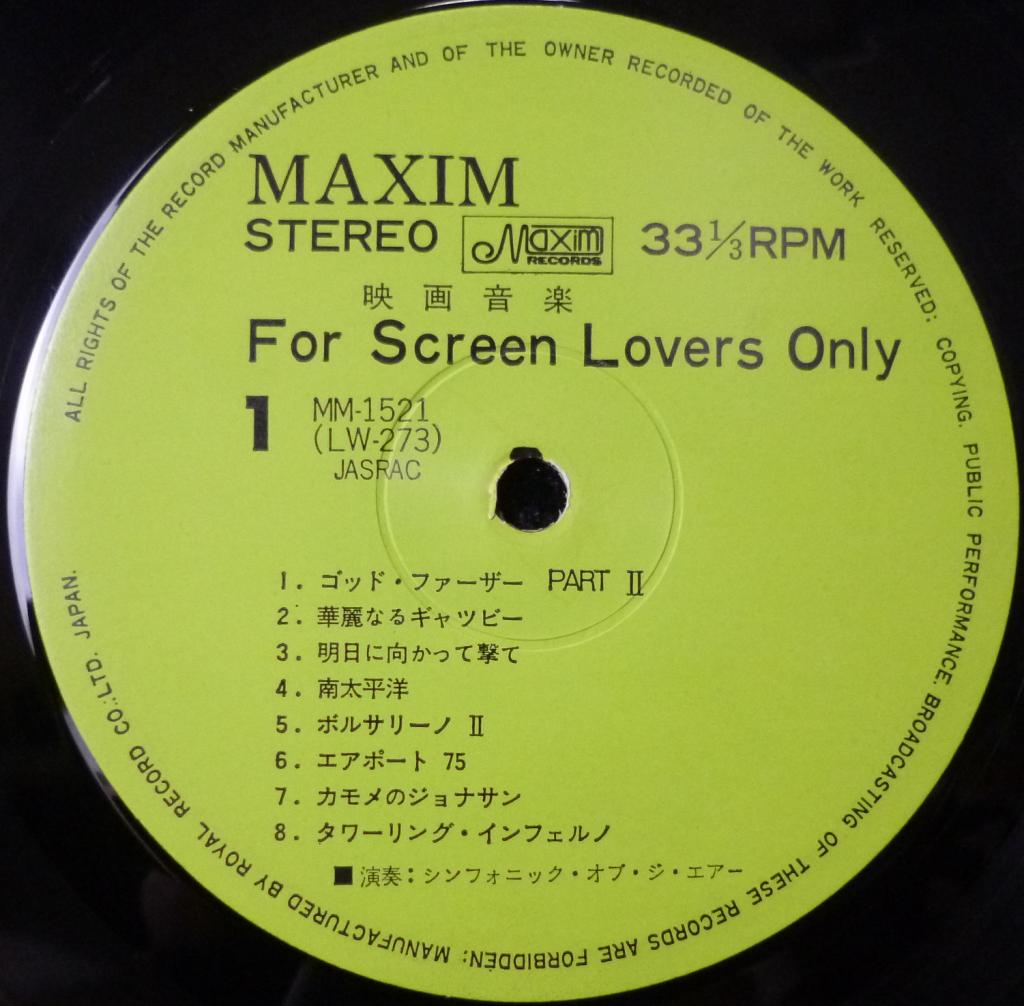 ALL RIGHTS OF THE RECORD MANUFACTURER AND OF THE OWNER RECORDED OF THE WORK RESERVED; COPYING. PUBLIC PERFORMANCE. BROADCASTING OF THESE RECORDS ARE FORBIDDEN; MANUFACTURED BY ROYAL RECORD CO.;LTD. JAPAN.
MAXIM
STEREO Maxim RECORDS 33 1/3 RPM
映画音楽
For Screen Lovers Only
1 MM-1521
(LW-273)
JASRAC
1. ゴッド・ファーザー PART II
2. 華麗なるギャツビー
3. 明日に向かって撃て
4. 南太平洋
5. ボルサリーノ II
6. エアポート 75
7. カモメのジョナサン
8. タワーリング・インフェルノ
■演奏:シンフォニック・オブ・ジ・エアー